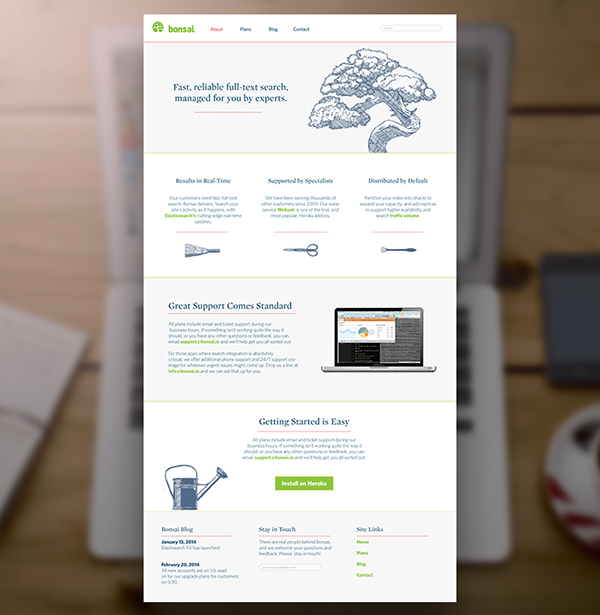 bonsai
About
Plans
Blog
Contact
Search
Fast, reliable full-text search,
managed for you by experts.
Results in Real-Time
Your customers need fast, full-text
search. Bonsai delivers. Search your
site's activity as it happens, with
Elasticsearch's cutting edge real-time
updates.
Supported by Specialists
We have been serving thousands of
other customers since 2009. Our sister
service Websolr is one of the first, and
most popular, Heroku addons.
Distributed by Default
Partition your index into shards to
expand your capacity, and add replicas
to support higher availability and
search traffic volume.
Great Support Comes Standard
All plans include email and ticket support during our
business hours. If something isn't working quite the way it
should, or you have any other questions or feedback, you can
email support@bonsai.io and we'll help get you all sorted out.
For those apps where search integration is absolutely
critical, we offer additional phone support and 24/7 support cov-
erage for whatever urgent issues might come up. Drop us a line at
info@bonsai.io and we can set that up for you.
Getting Started is Easy
All plans include email and ticket support during our
business hours. If something isn't working quite the way it
should, or you have any other questions or feedback, you can
email support@bonsai.io and we'll help get you all sorted out.
Install on Heroku
Bonsai Blog
January 13, 2014
Elasticsearch 1.0 has launched!
February 20, 2014
All new accounts are on 1.0, read
on for our upgrade plans for customers
on 0.90.
Stay in Touch
There are real people behind Bonsai,
and we welcome your questions and
feedback. Please, stay in touch!
Site Links
Home
Plans
Blog
Contact